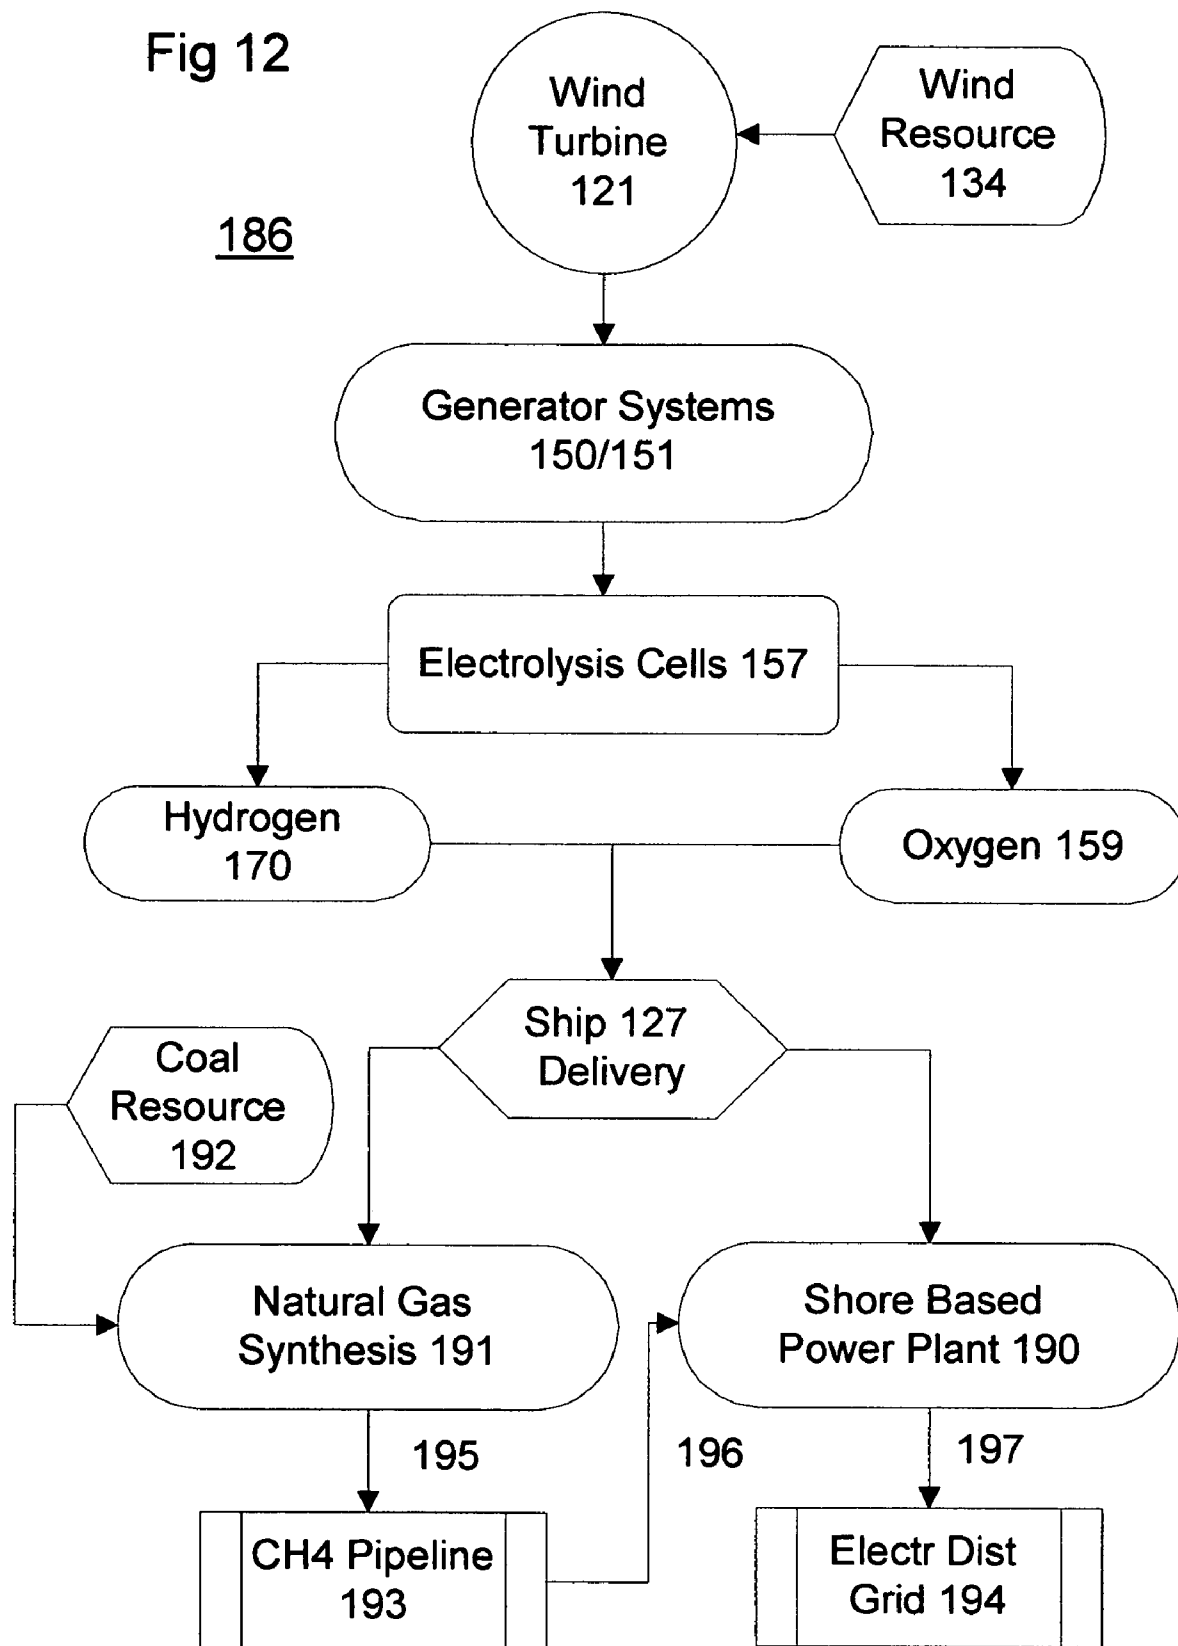 Fig 12
Wind
Turbine
121
Wind
Resource
134
186
Generator Systems
150/151
Electrolysis Cells 157
Hydrogen
170
Oxygen 159
Ship 127
Delivery
Coal
Resource
192
Natural Gas
Synthesis 191
Shore Based
Power Plant 190
195
196
197
CH4 Pipeline
193
Electr Dist
Grid 194